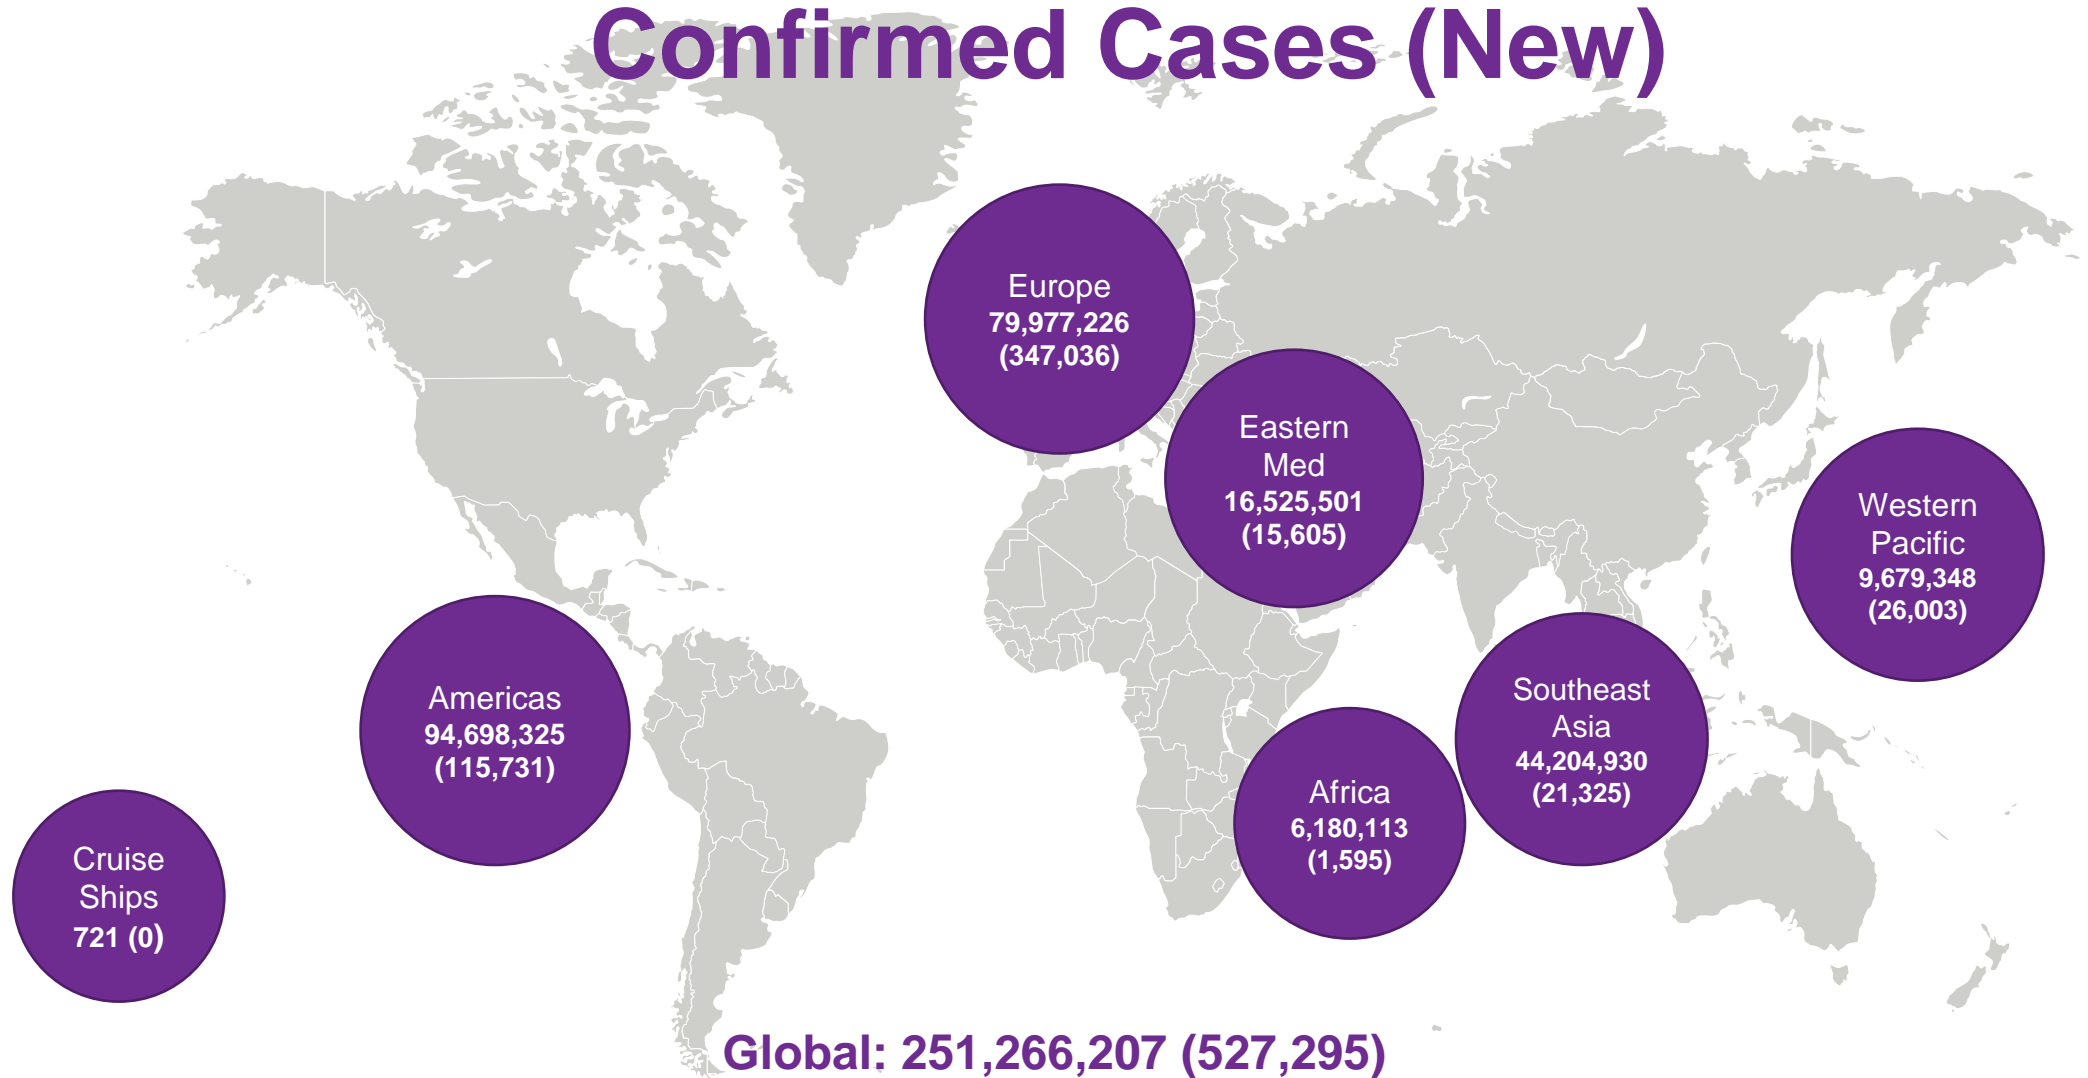 Confirmed Cases (New)
Europe
79,977,226
(347,036)
Eastern
Med
16,525,501
(15,605)
Western
Pacific
9,679,348
(26,003)
Americas
94,698,325
(115,731)
Southeast
Asia
44,204,930
(21,325)
Africa
6,180,113
(1,595)
Cruise
Ships
721 (0)
Global: 251,266,207 (527,295)